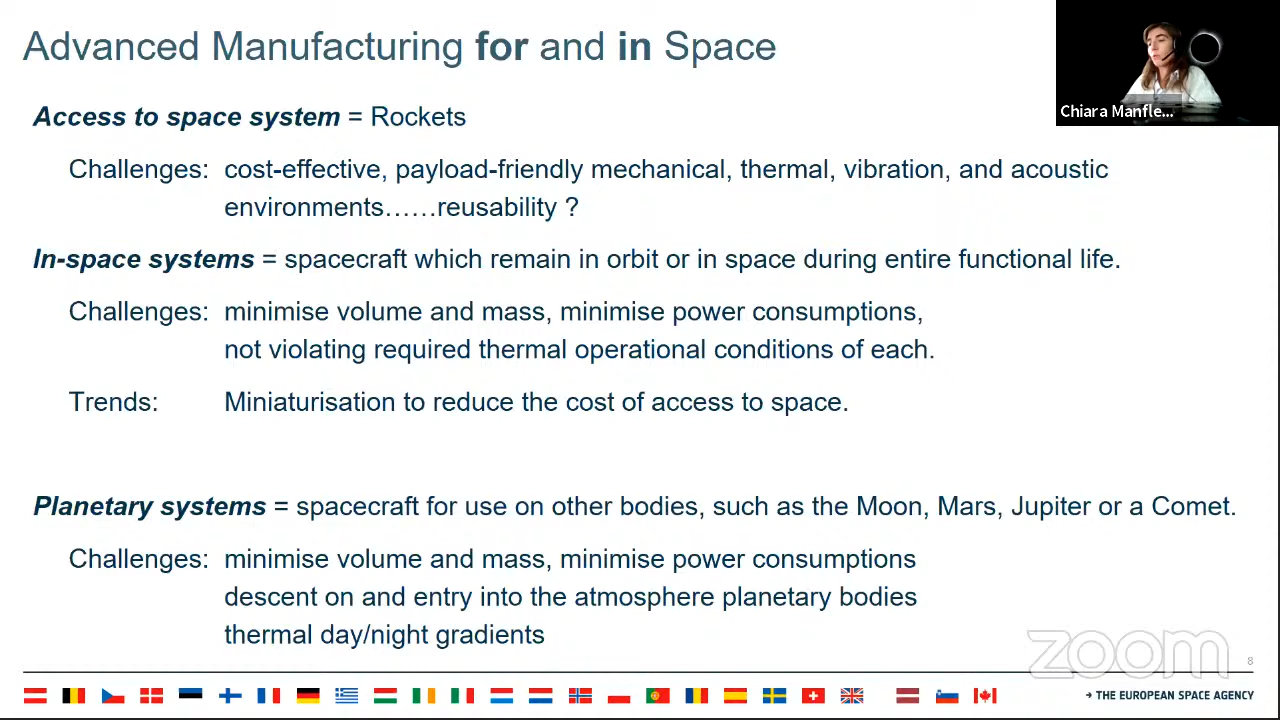 Advanced Manufacturing for and in Space
Chiara Manfle...
Access to space system = Rockets
Challenges: cost-effective, payload-friendly mechanical, thermal, vibration, and acoustic
environments……reusability ?
In-space systems = spacecraft which remain in orbit or in space during entire functional life.
Challenges: minimise volume and mass, minimise power consumptions,
not violating required thermal operational conditions of each.
Trends: Miniaturisation to reduce the cost of access to space.
Planetary systems = spacecraft for use on other bodies, such as the Moon, Mars, Jupiter or a Comet.
Challenges: minimise volume and mass, minimise power consumptions
descent on and entry into the atmosphere planetary bodies
thermal day/night gradients
zoom
8
→ THE EUROPEAN SPACE AGENCY